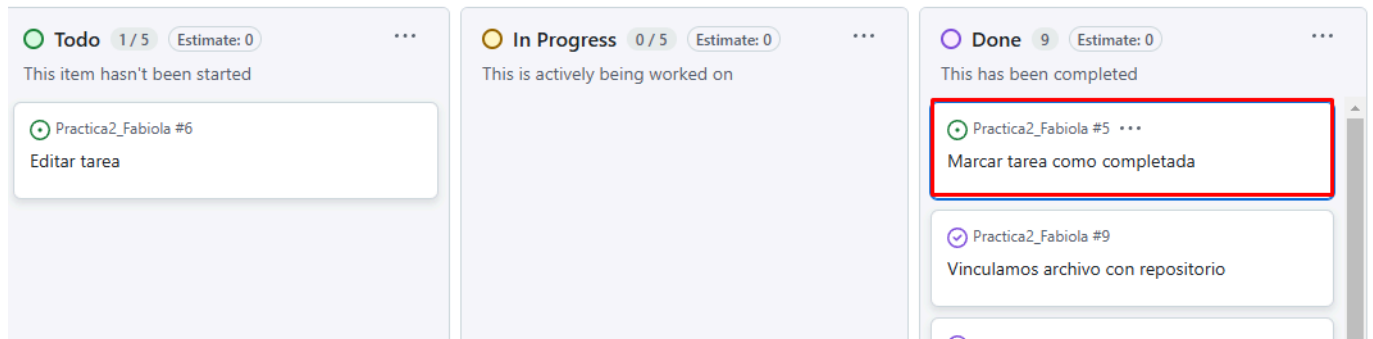 Todo 1 / 5 Estimate: 0 ...
This item hasn't been started
Practica2_Fabiola #6
Editar tarea
In Progress 0 / 5 Estimate: 0 ...
This is actively being worked on
Done 9 Estimate: 0 ...
This has been completed
Practica2_Fabiola #5 ...
Marcar tarea como completada
Practica2_Fabiola #9
Vinculamos archivo con repositorio